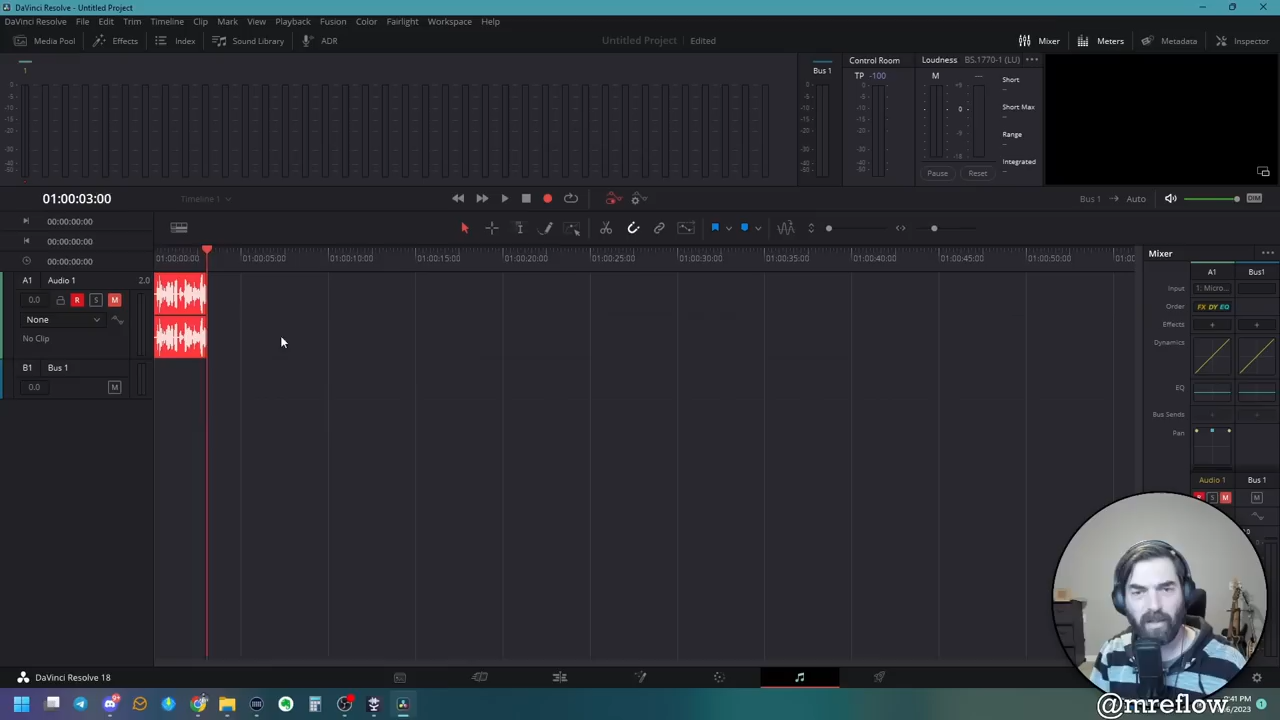 DaVinci Resolve - Untitled Project
DaVinci Resolve File Edit Trim Timeline Clip Mark View Playback Fusion Color Fairlight Workspace Help
Media Pool Effects Index Sound Library ADR Untitled Project Edited Mixer Meters Metadata Inspector
1 Bus 1 Control Room Loudness BS.1770-1 (LU)
TP -100 M Short
Short Max
Range
Integrated
Pause Reset
01:00:03:00 Timeline 1 Bus 1 Auto DIM
00:00:00:00
00:00:00:00
00:00:00:00
01:00:00:00 01:00:05:00 01:00:10:00 01:00:15:00 01:00:20:00 01:00:25:00 01:00:30:00 01:00:35:00 01:00:40:00 01:00:45:00 01:00:50:00
A1 Audio 1 2.0
0.0 R S M
None
No Clip
B1 Bus 1
0.0 M
Mixer
A1 Bus1
Input 1: Micro...
Order FX DY EQ
Effects
Dynamics
EQ
Bus Sends
Pan
Audio 1 Bus 1
R S M M
DaVinci Resolve 18
@mreflow